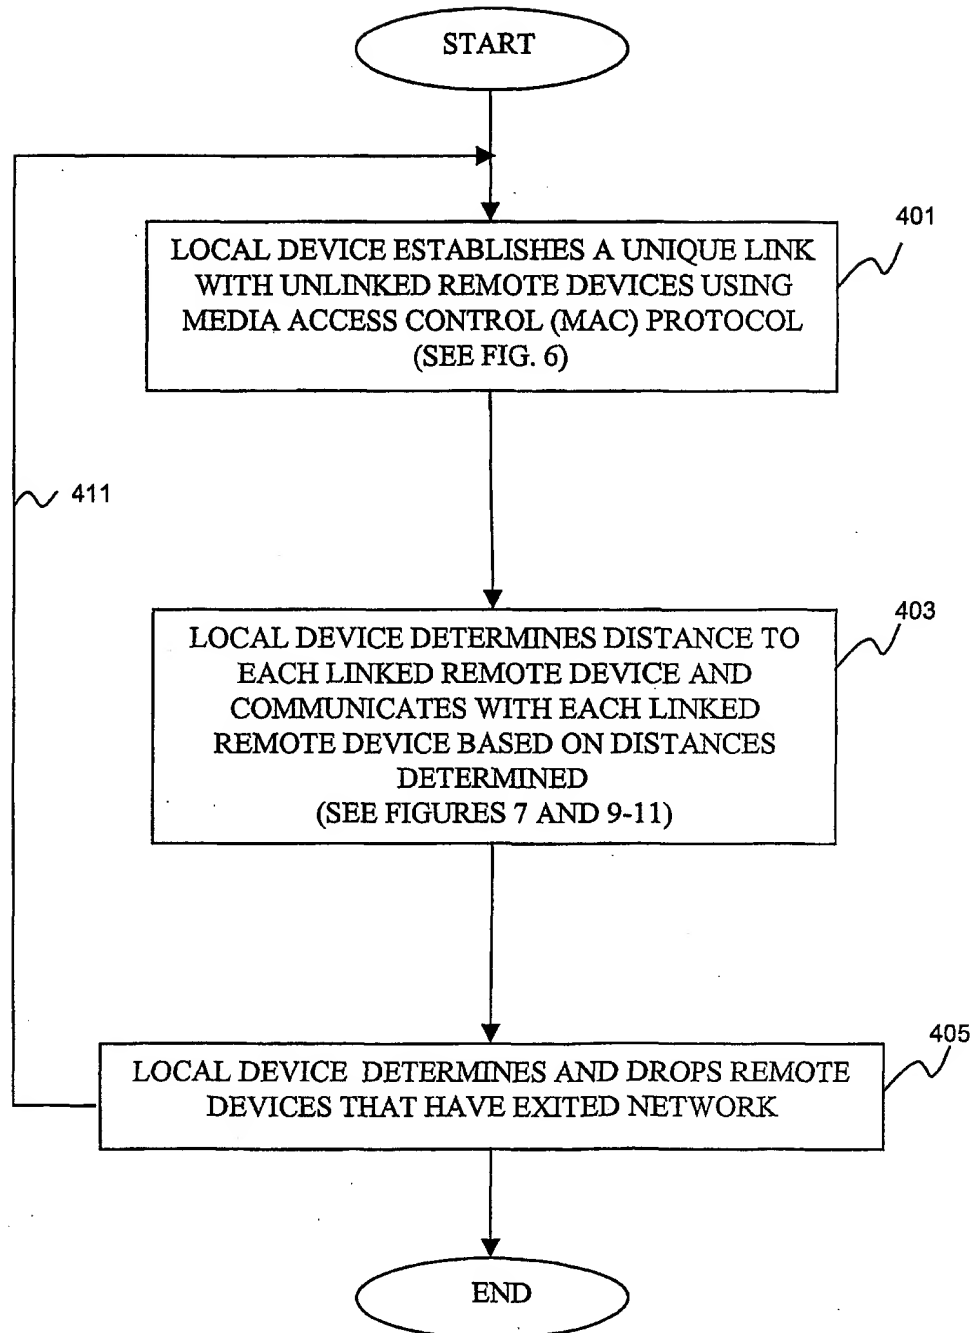 START
401
LOCAL DEVICE ESTABLISHES A UNIQUE LINK
WITH UNLINKED REMOTE DEVICES USING
MEDIA ACCESS CONTROL (MAC) PROTOCOL
(SEE FIG. 6)
411
403
LOCAL DEVICE DETERMINES DISTANCE TO
EACH LINKED REMOTE DEVICE AND
COMMUNICATES WITH EACH LINKED
REMOTE DEVICE BASED ON DISTANCES
DETERMINED
(SEE FIGURES 7 AND 9-11)
405
LOCAL DEVICE DETERMINES AND DROPS REMOTE
DEVICES THAT HAVE EXITED NETWORK
END